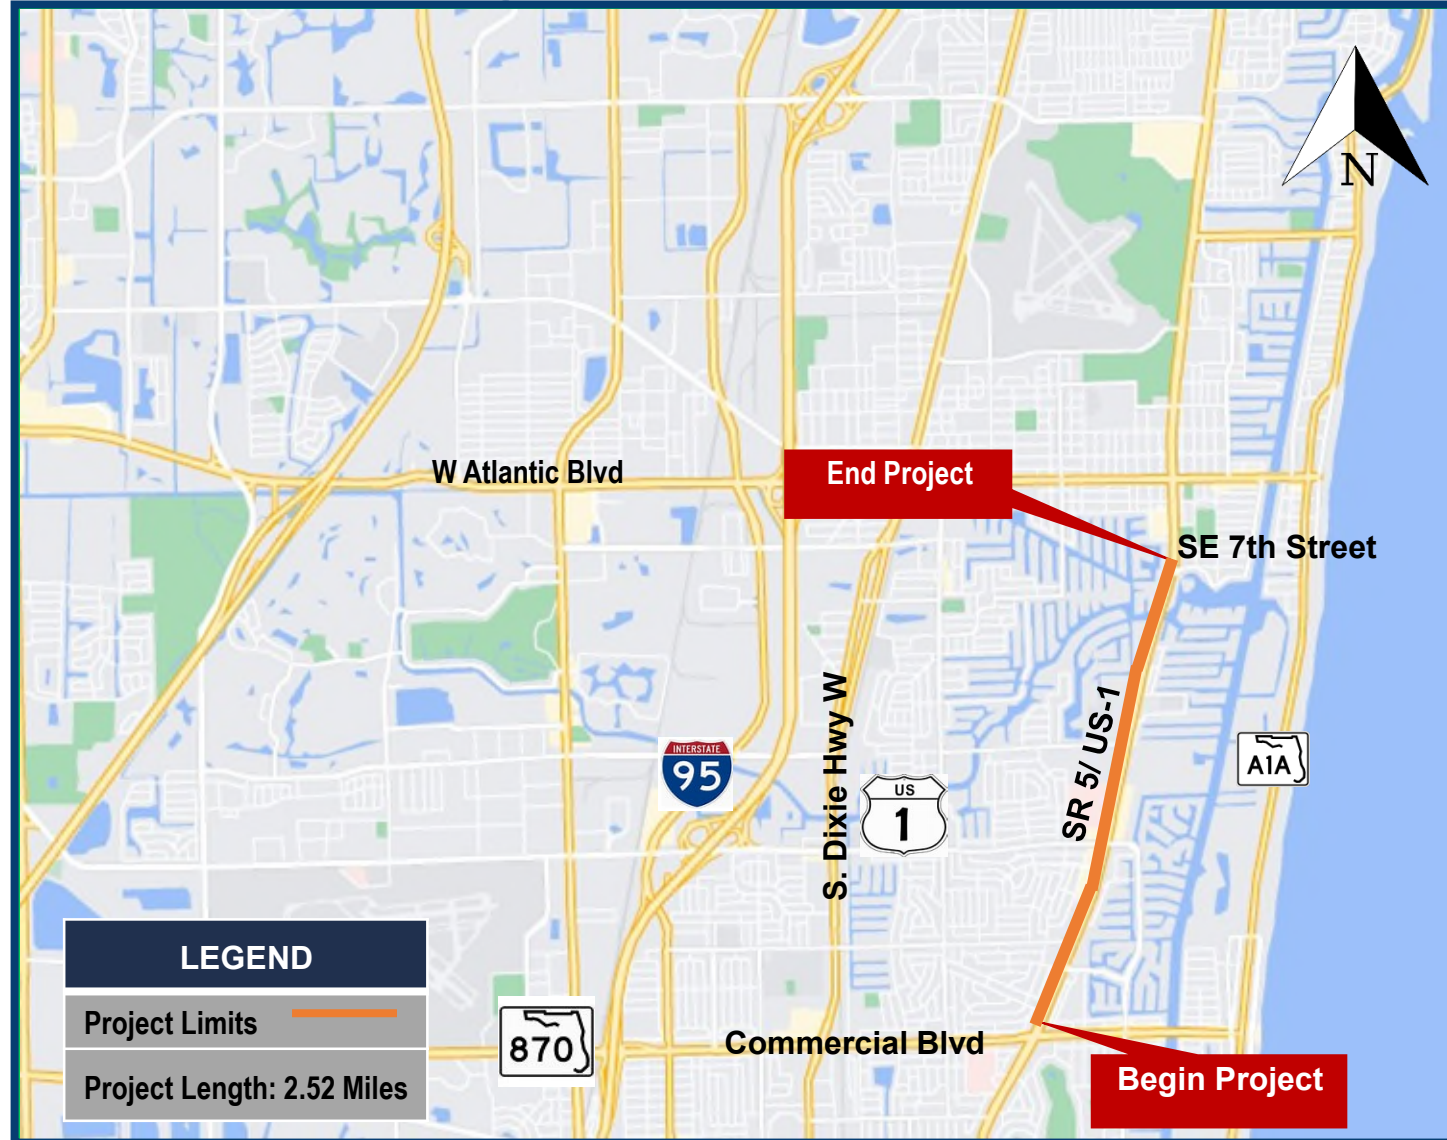 N
W Atlantic Blvd
End Project
SE 7th Street
SR 5/ US-1
S. Dixie Hwy W
INTERSTATE
95
US
1
A1A
LEGEND
Project Limits
Project Length: 2.52 Miles
870
Commercial Blvd
Begin Project